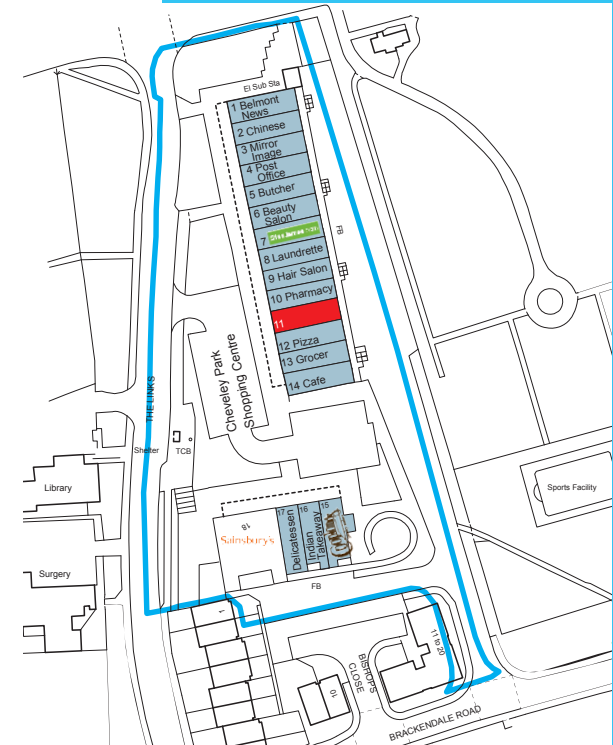 El Sub Sta
1 Belmont
News
2 Chinese
3 Mirror
Image
4 Post
Office
5 Butcher
6 Beauty
Salon
7
8 Laundrette
9 Hair Salon
10 Pharmacy
11
12 Pizza
13 Grocer
14 Cafe
FB
Cheveley Park
Shopping Centre
THE LINKS
Shelter
TCB
Library
Surgery
Sports Facility
18
Sainsbury's
17
Delicatessen
16
Indian
Takeaway
15
FB
1
11 to 20
BISHOPS
CLOSE
10
BRACKENDALE ROAD